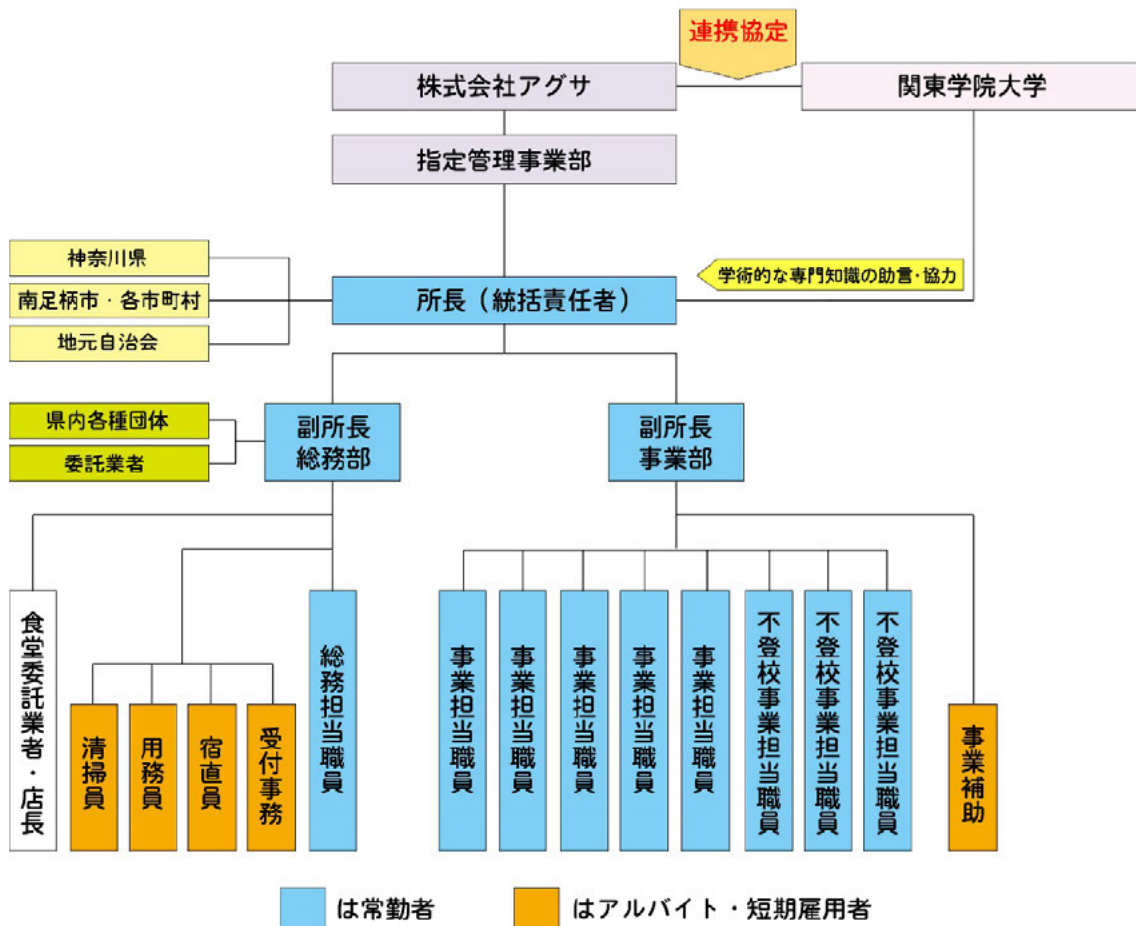 連携協定
株式会社アグサ
関東学院大学
指定管理事業部
神奈川県
南足柄市・各市町村
地元自治会
所長（統括責任者）
学術的な専門知識の助言・協力
県内各種団体
委託業者
副所長
総務部
副所長
事業部
食堂委託業者・店長
清掃員
用務員
宿直員
受付事務
総務担当職員
事業担当職員
事業担当職員
事業担当職員
事業担当職員
事業担当職員
不登校事業担当職員
不登校事業担当職員
不登校事業担当職員
事業補助
は常勤者
はアルバイト・短期雇用者